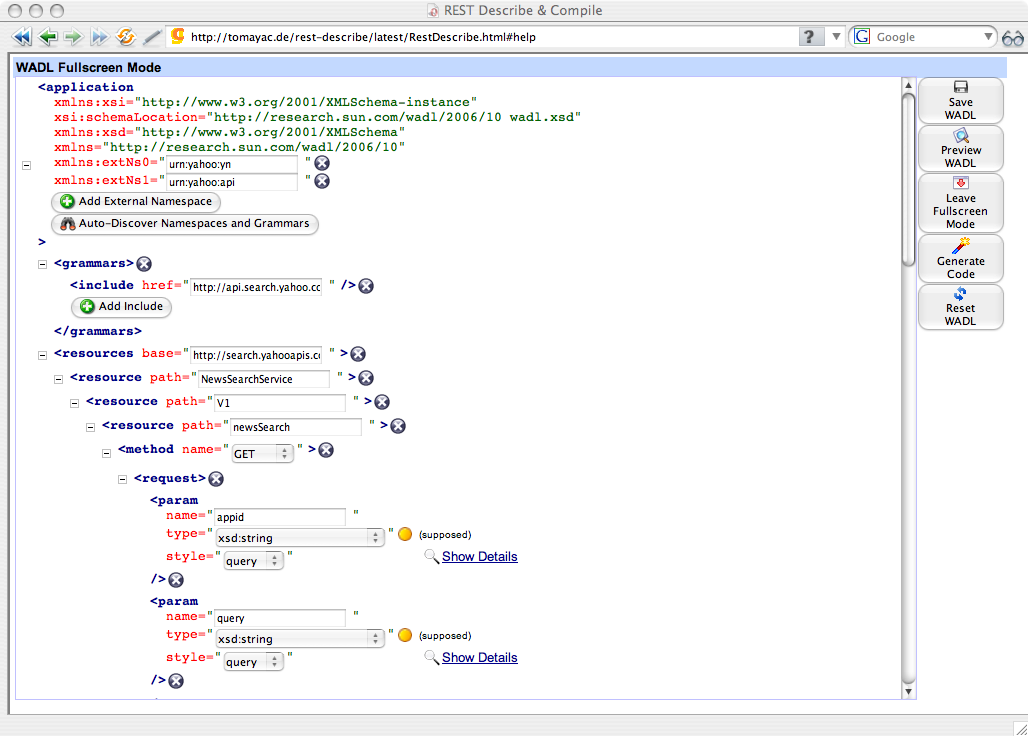 REST Describe & Compile
http://tomayac.de/rest-describe/latest/RestDescribe.html#help
?
G Google
WADL Fullscreen Mode
<application
xmlns:xsi="http://www.w3.org/2001/XMLSchema-instance"
xsi:schemaLocation="http://research.sun.com/wadl/2006/10 wadl.xsd"
xmlns:xsd="http://www.w3.org/2001/XMLSchema"
xmlns="http://research.sun.com/wadl/2006/10"
xmlns:extNs0="urn:yahoo:yn"
xmlns:extNs1="urn:yahoo:api"
Add External Namespace
Auto-Discover Namespaces and Grammars
>
<grammars>
<include href="http://api.search.yahoo.cc" />
Add Include
</grammars>
<resources base="http://search.yahooapis.c" >
<resource path="NewsSearchService" >
<resource path="V1" >
<resource path="newsSearch" >
<method name="GET" >
<request>
<param
name="appid"
type="xsd:string" (supposed)
style="query" Show Details
/>
<param
name="query"
type="xsd:string" (supposed)
style="query" Show Details
/>
Save
WADL
Preview
WADL
Leave
Fullscreen
Mode
Generate
Code
Reset
WADL